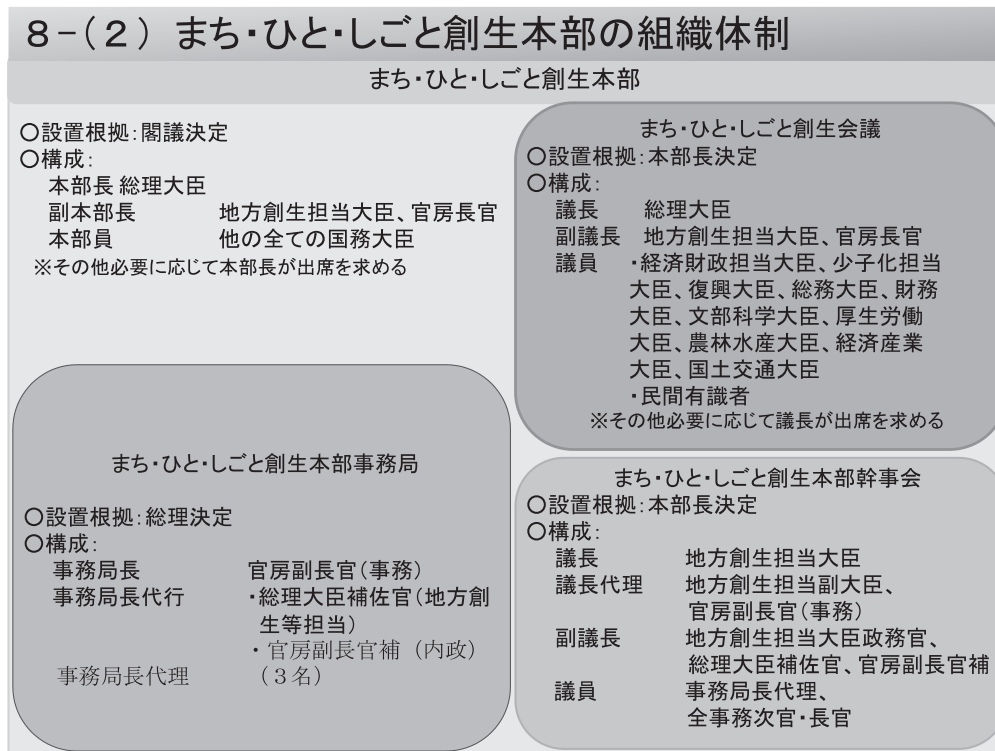 8-(2) まち・ひと・しごと創生本部の組織体制
まち・ひと・しごと創生本部
○設置根拠:閣議決定
○構成:
本部長 総理大臣
副本部長 地方創生担当大臣、官房長官
本部員 他の全ての国務大臣
※その他必要に応じて本部長が出席を求める
まち・ひと・しごと創生会議
○設置根拠:本部長決定
○構成:
議長 総理大臣
副議長 地方創生担当大臣、官房長官
議員 ・経済財政担当大臣、少子化担当
大臣、復興大臣、総務大臣、財務
大臣、文部科学大臣、厚生労働
大臣、農林水産大臣、経済産業
大臣、国土交通大臣
・民間有識者
※その他必要に応じて議長が出席を求める
まち・ひと・しごと創生本部事務局
○設置根拠:総理決定
○構成:
事務局長 官房副長官(事務)
事務局長代行 ・総理大臣補佐官(地方創
生等担当)
・官房副長官補(内政)
事務局長代理 (3名)
まち・ひと・しごと創生本部幹事会
○設置根拠:本部長決定
○構成:
議長 地方創生担当大臣
議長代理 地方創生担当副大臣、
官房副長官(事務)
副議長 地方創生担当大臣政務官、
総理大臣補佐官、官房副長官補
議員 事務局長代理、
全事務次官・長官